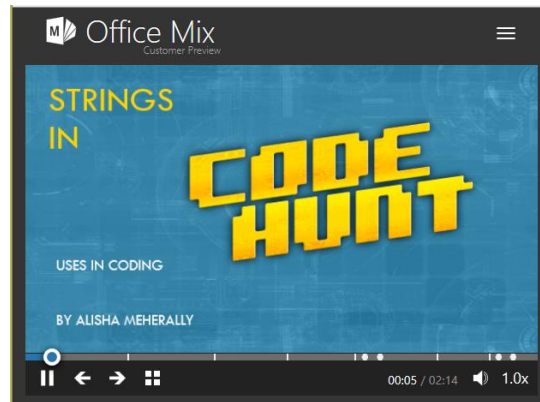 Office Mix
Customer Preview
STRINGS
IN
CODE
HUNT
USES IN CODING
BY ALISHA MEHERALLY
00:05 / 02:14 1.0x